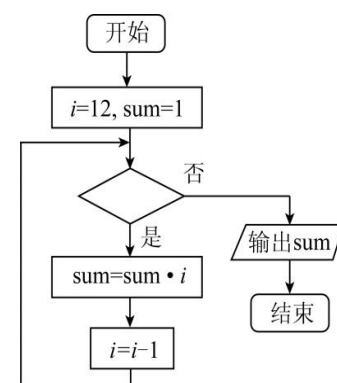 开始
i=12, sum=1
否
是
输出sum
sum=sum·i
结束
i=i-1